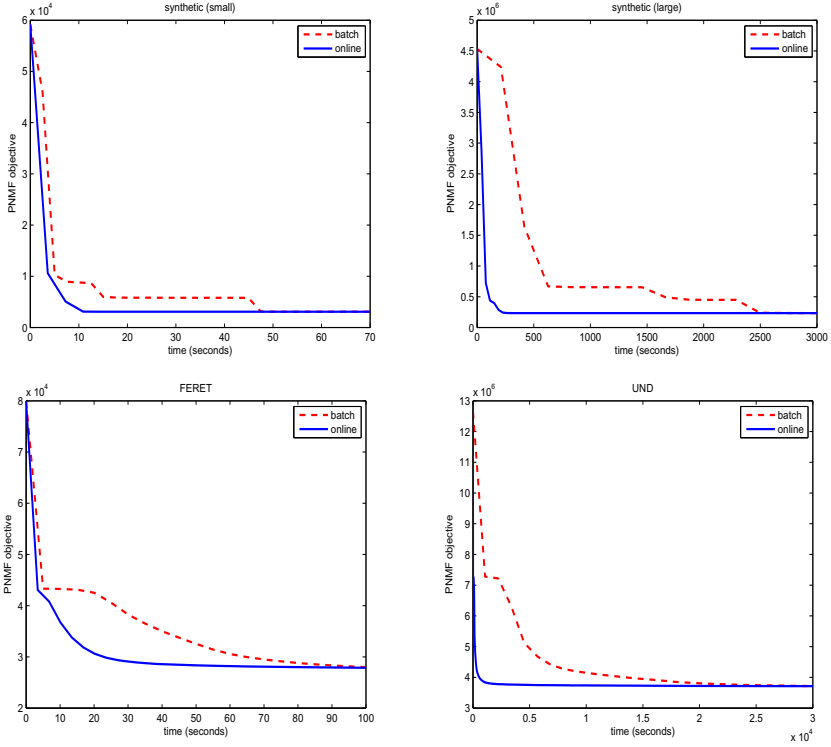 synthetic (small)
x 10^4
batch
online
6
5
4
3
2
1
0
PNMF objective
0 10 20 30 40 50 60 70
time (seconds)
synthetic (large)
x 10^6
batch
online
5
4.5
4
3.5
3
2.5
2
1.5
1
0.5
0
PNMF objective
0 500 1000 1500 2000 2500 3000
time (seconds)
FERET
x 10^4
batch
online
8
7
6
5
4
3
2
PNMF objective
0 10 20 30 40 50 60 70 80 90 100
time (seconds)
UND
x 10^6
batch
online
13
12
11
10
9
8
7
6
5
4
3
PNMF objective
0 0.5 1 1.5 2 2.5 3
time (seconds)
x 10^4